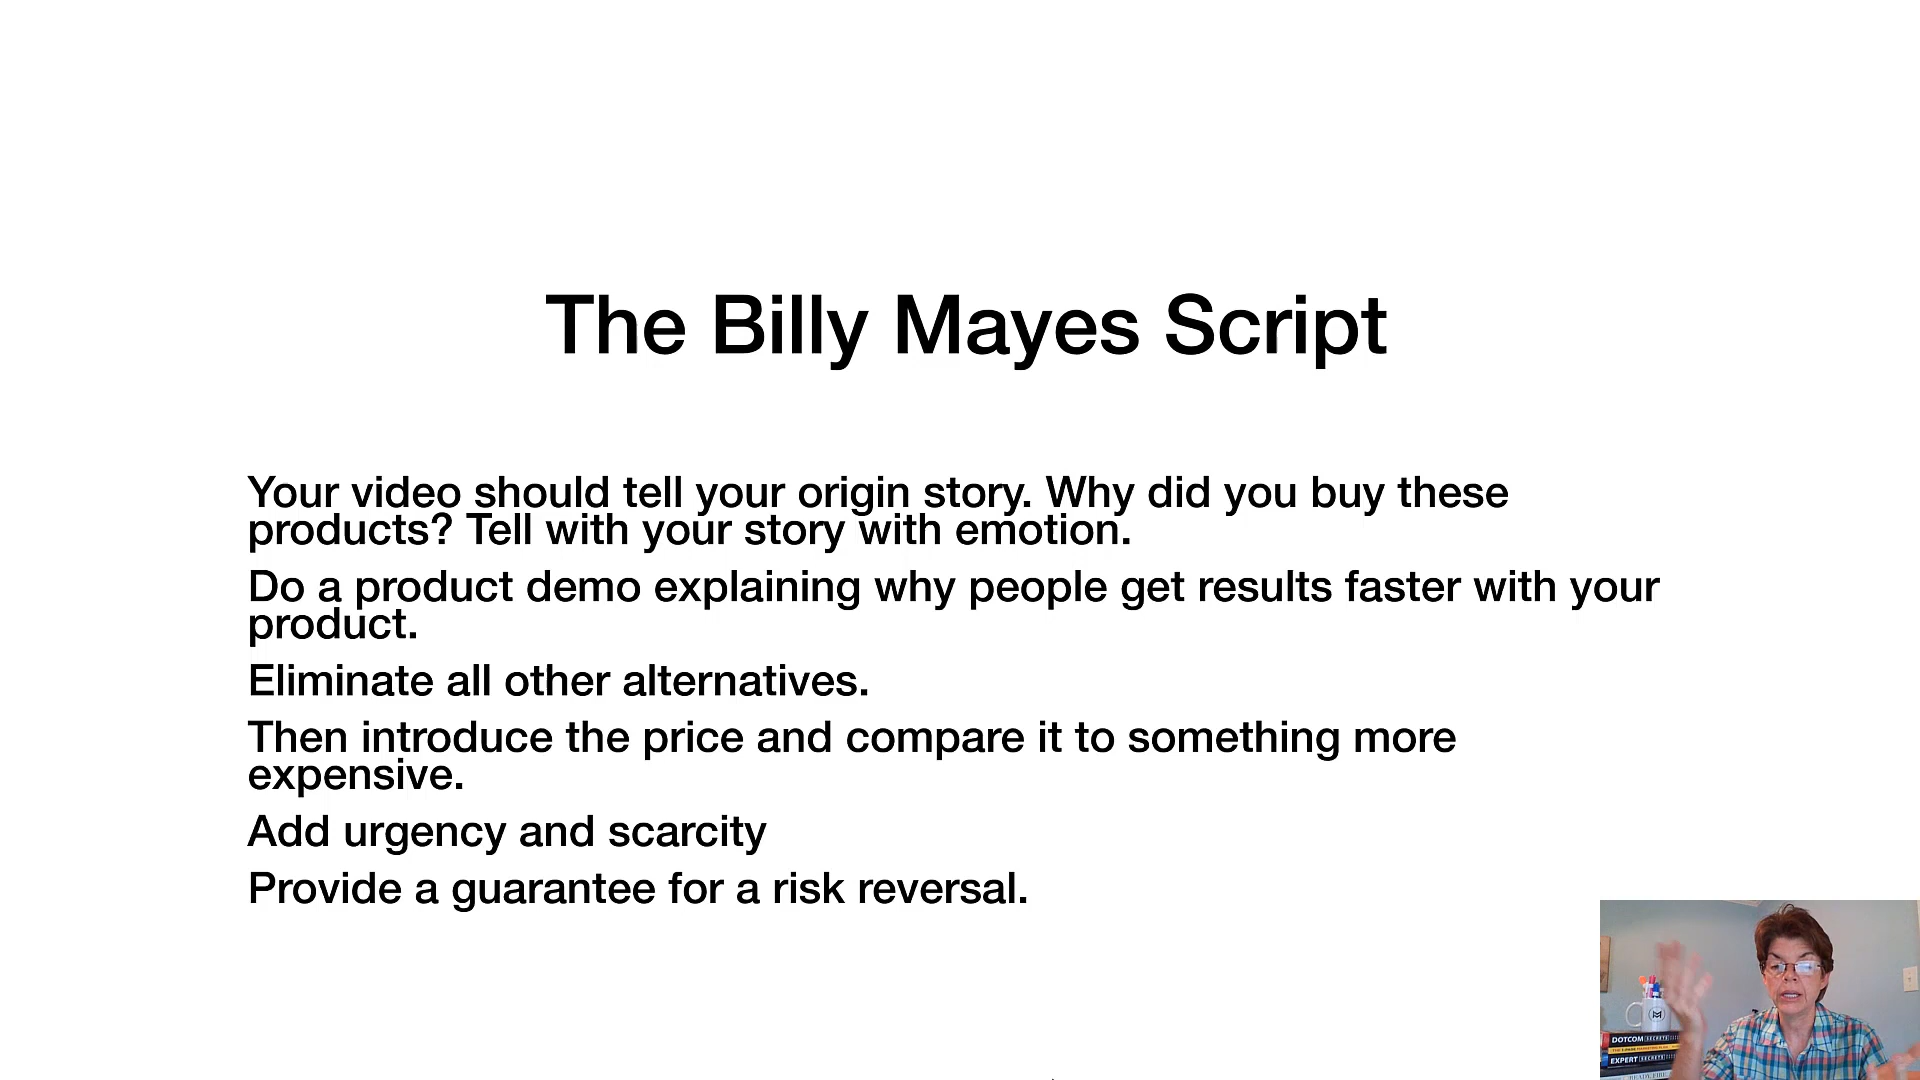 The Billy Mayes Script
Your video should tell your origin story. Why did you buy these
products? Tell with your story with emotion.
Do a product demo explaining why people get results faster with your
product.
Eliminate all other alternatives.
Then introduce the price and compare it to something more
expensive.
Add urgency and scarcity
Provide a guarantee for a risk reversal.
DOTCOM SECRETS
EXPERT SECRETS